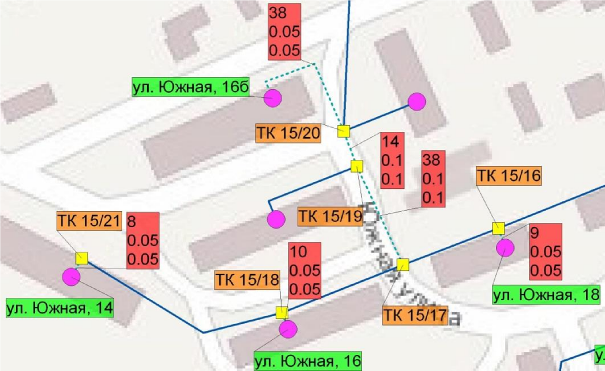 38
0.05
0.05
ул. Южная, 16б
ТК 15/20
14
0.1
0.1
38
0.1
0.1
ТК 15/16
ТК 15/19
ТК 15/21
8
0.05
0.05
Южная улица
10
0.05
0.05
9
0.05
0.05
ТК 15/18
ул. Южная, 14
ул. Южная, 18
ТК 15/17
ул. Южная, 16
у